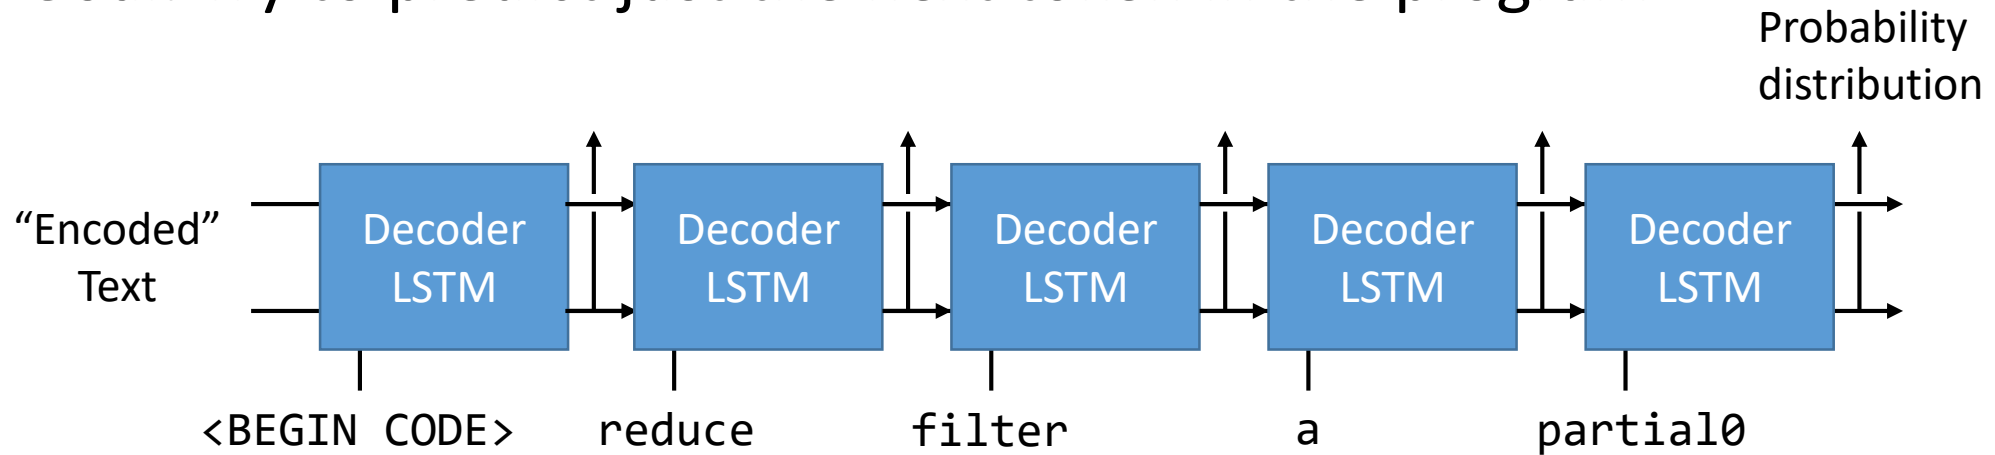 Probability
distribution
“Encoded”
Text
Decoder
LSTM
Decoder
LSTM
Decoder
LSTM
Decoder
LSTM
Decoder
LSTM
<BEGIN CODE>
reduce
filter
a
partial0